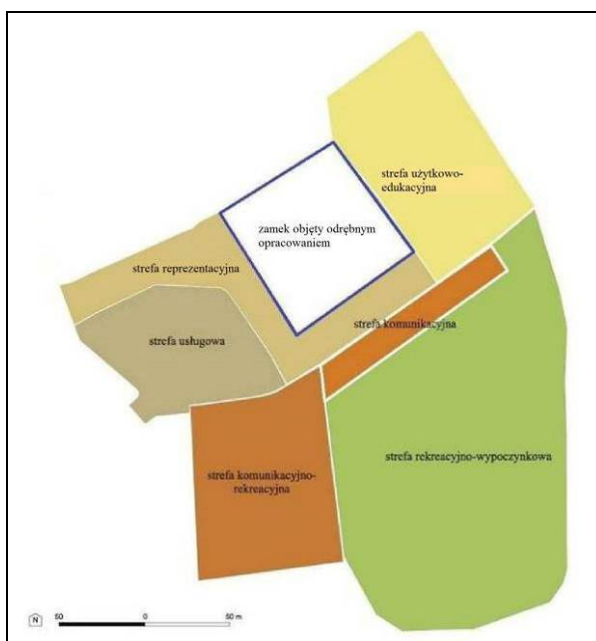 strefa użytkowo-
edukacyjna
zamek objęty odrębnym
opracowaniem
strefa reprezentacyjna
strefa komunikacyjna
strefa usługowa
strefa rekreacyjno-wypoczynkowa
strefa komunikacyjno-
rekreacyjna
N
50 0 50 m